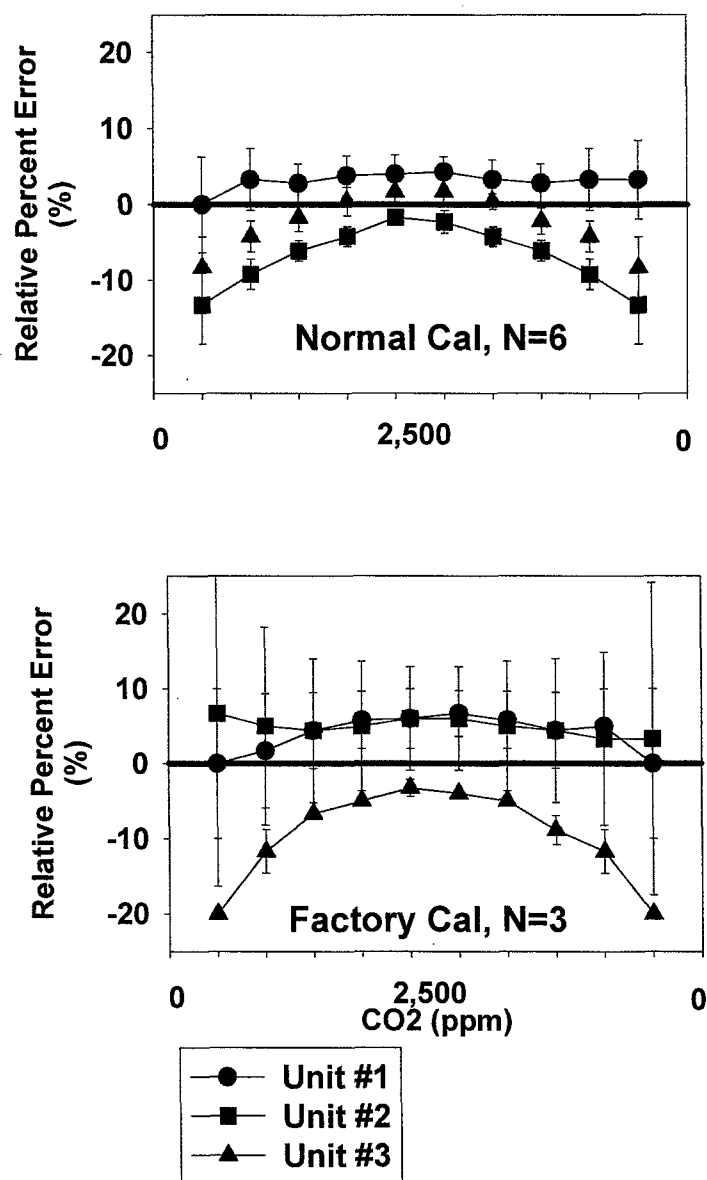 Relative Percent Error
(%)
20
10
0
-10
-20
Normal Cal, N=6
0
2,500
0
Relative Percent Error
(%)
20
10
0
-10
-20
Factory Cal, N=3
0
2,500
0
CO2 (ppm)
Unit #1
Unit #2
Unit #3